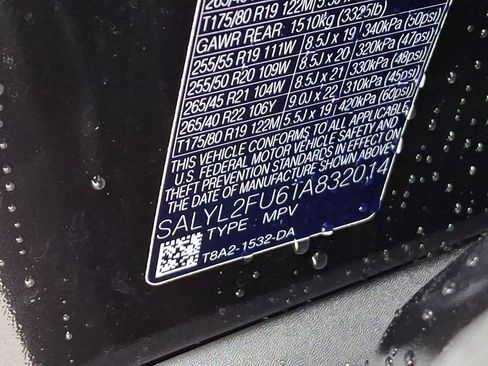 T175/80 R19 122M 5.5J
GAWR REAR: 1510kg (3325lb)
255/55 R19 111W 8.5J x 19 340kPa (50psi)
255/50 R20 109W 8.5J x 20 320kPa (47psi)
265/45 R21 104W 8.5J x 21 330kPa (48psi)
265/40 R22 106Y 9.0J x 22 310kPa (45psi)
T175/80 R19 122M 5.5J x 19 420kPa (60psi)
THIS VEHICLE CONFORMS TO ALL APPLICABLE
U.S. FEDERAL MOTOR VEHICLE SAFETY AND
THEFT PREVENTION STANDARDS IN EFFECT ON
THE DATE OF MANUFACTURE SHOWN ABOVE.
SALYL2FU61A832014
TYPE: MPV
T8A2-1532-DA